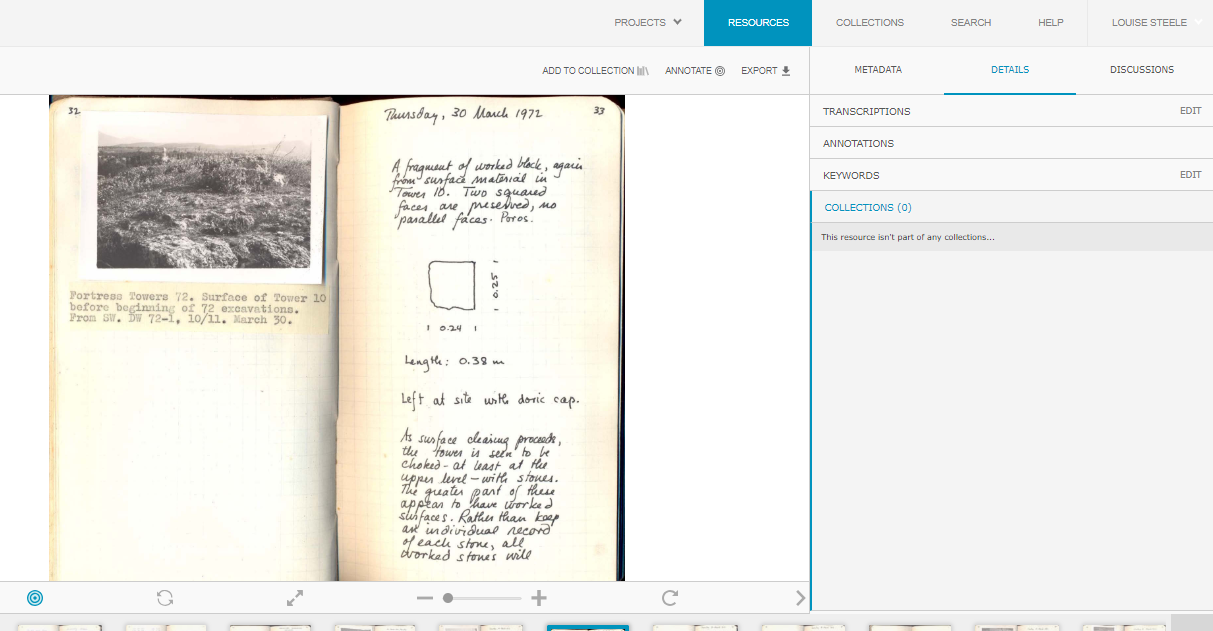 PROJECTS
RESOURCES
COLLECTIONS
SEARCH
HELP
LOUISE STEELE
ADD TO COLLECTION
ANNOTATE
EXPORT
METADATA
DETAILS
DISCUSSIONS
32
Fortress Towers '72. Surface of Tower 10
before beginning of 72 excavations.
From SW. DW 72-1, 10/11. March 30.
Thursday, 30 March 1972
33
A fragment of worked block, again
from surface material in
Tower 10. Two squared
faces are preserved, no
parallel faces. Poros.
0.25
0.24
Length: 0.38 m
Left at site with doric cap.
As surface clearing proceeds,
the tower is seen to be
choked - at least at the
upper level - with stones.
The greater part of these
appear to have worked
surfaces. Rather than keep
an individual record
of each stone, all
worked stones will
TRANSCRIPTIONS
EDIT
ANNOTATIONS
KEYWORDS
EDIT
COLLECTIONS (0)
This resource isn't part of any collections...